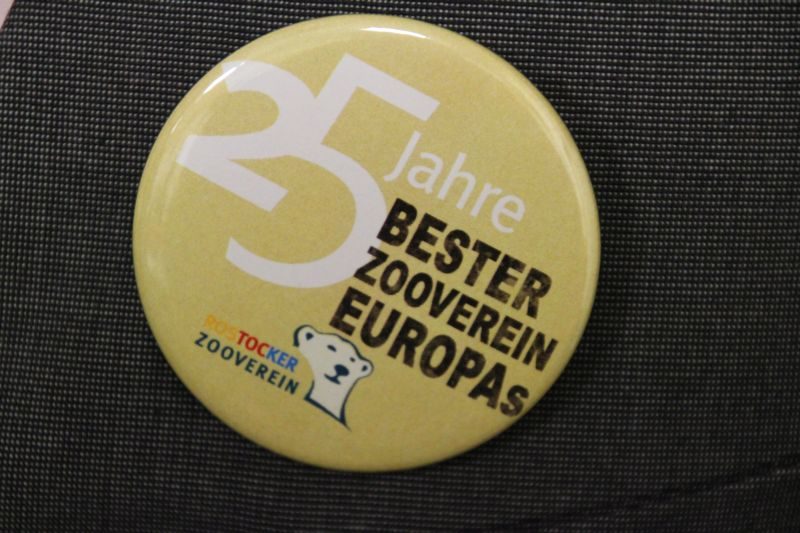 25
Jahre
BESTER
ZOOVEREIN
EUROPAs
ROSTOCKER
ZOOVEREIN